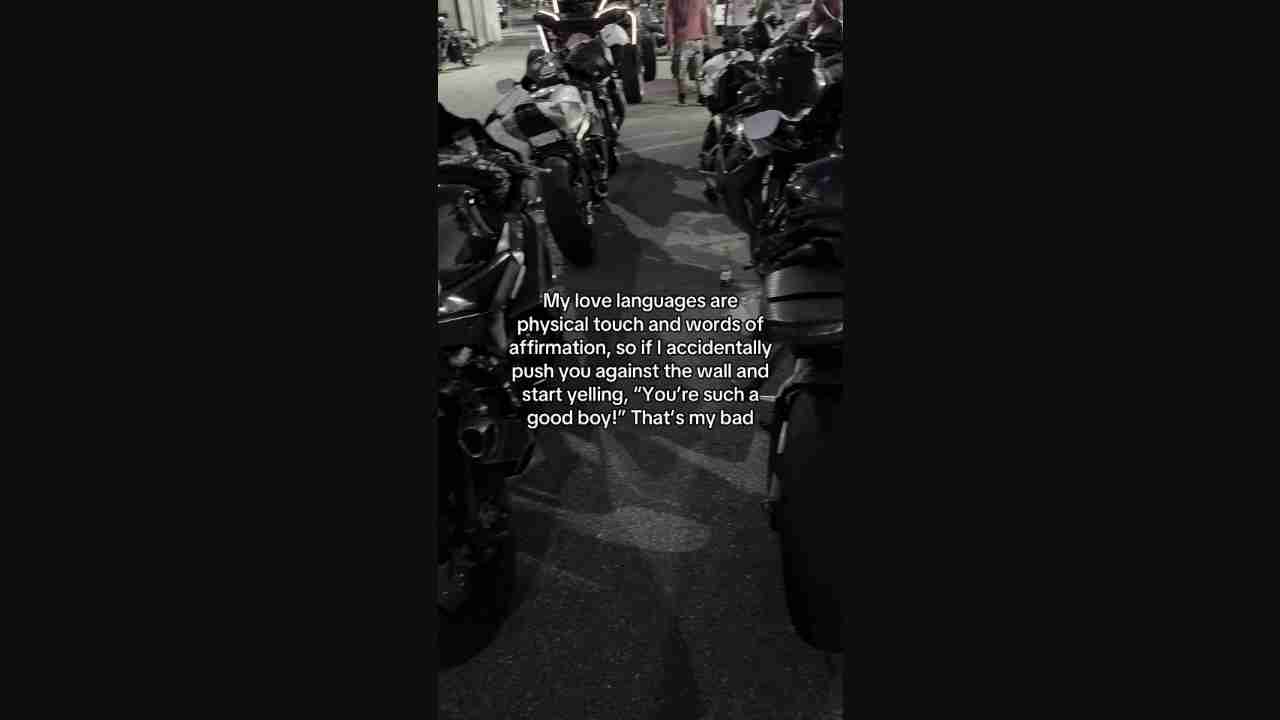 My love languages are
physical touch and words of
affirmation, so if I accidentally
push you against the wall and
start yelling, “You’re such a
good boy!” That’s my bad